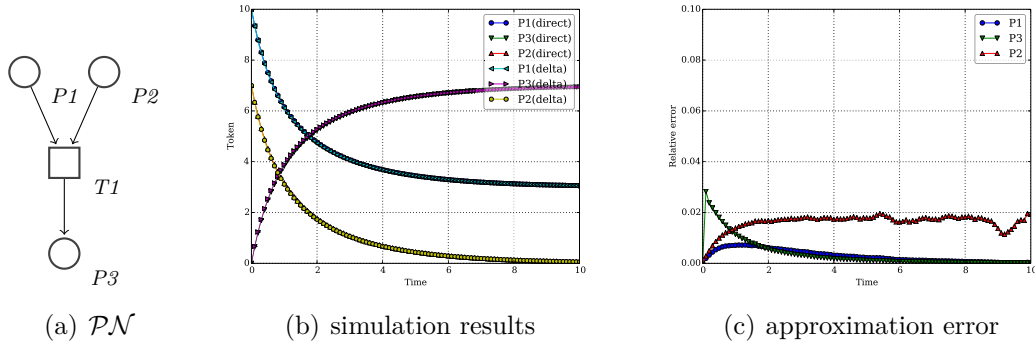 P1
P2
T1
P3
(a) PN
10
8
6
4
2
0
Token
0
2
4
6
8
10
Time
P1(direct)
P3(direct)
P2(direct)
P1(delta)
P3(delta)
P2(delta)
(b) simulation results
0.10
0.08
0.06
0.04
0.02
0.00
Relative error
0
2
4
6
8
10
Time
P1
P3
P2
(c) approximation error